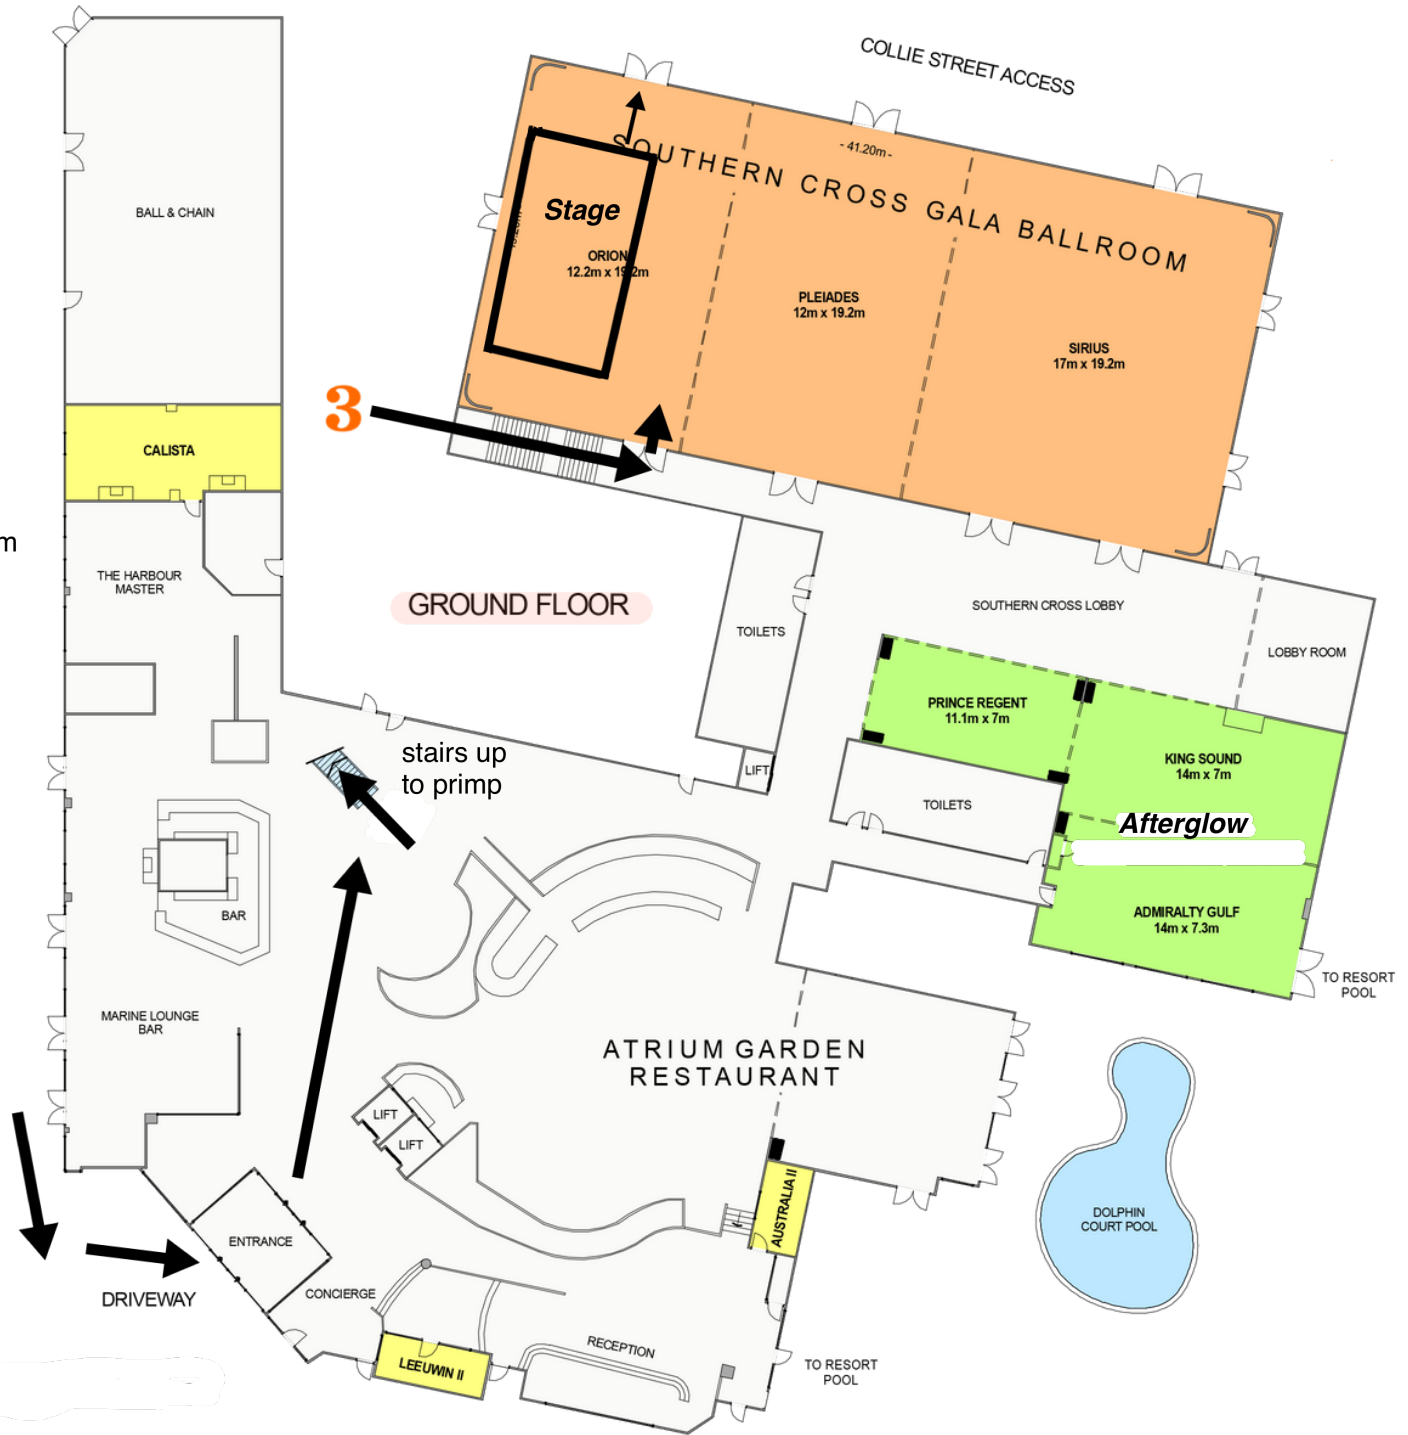 COLLIE STREET ACCESS
- 41.20m -
SOUTHERN CROSS GALA BALLROOM
Stage
ORION
12.2m x 19.2m
PLEIADES
12m x 19.2m
SIRIUS
17m x 19.2m
BALL & CHAIN
3
CALISTA
m
THE HARBOUR
MASTER
GROUND FLOOR
TOILETS
SOUTHERN CROSS LOBBY
LOBBY ROOM
PRINCE REGENT
11.1m x 7m
KING SOUND
14m x 7m
stairs up
to primp
LIFT
TOILETS
Afterglow
BAR
ADMIRALTY GULF
14m x 7.3m
TO RESORT
POOL
MARINE LOUNGE
BAR
ATRIUM GARDEN
RESTAURANT
LIFT
LIFT
AUSTRALIA II
DOLPHIN
COURT POOL
ENTRANCE
DRIVEWAY
CONCIERGE
RECEPTION
LEEUWIN II
TO RESORT
POOL